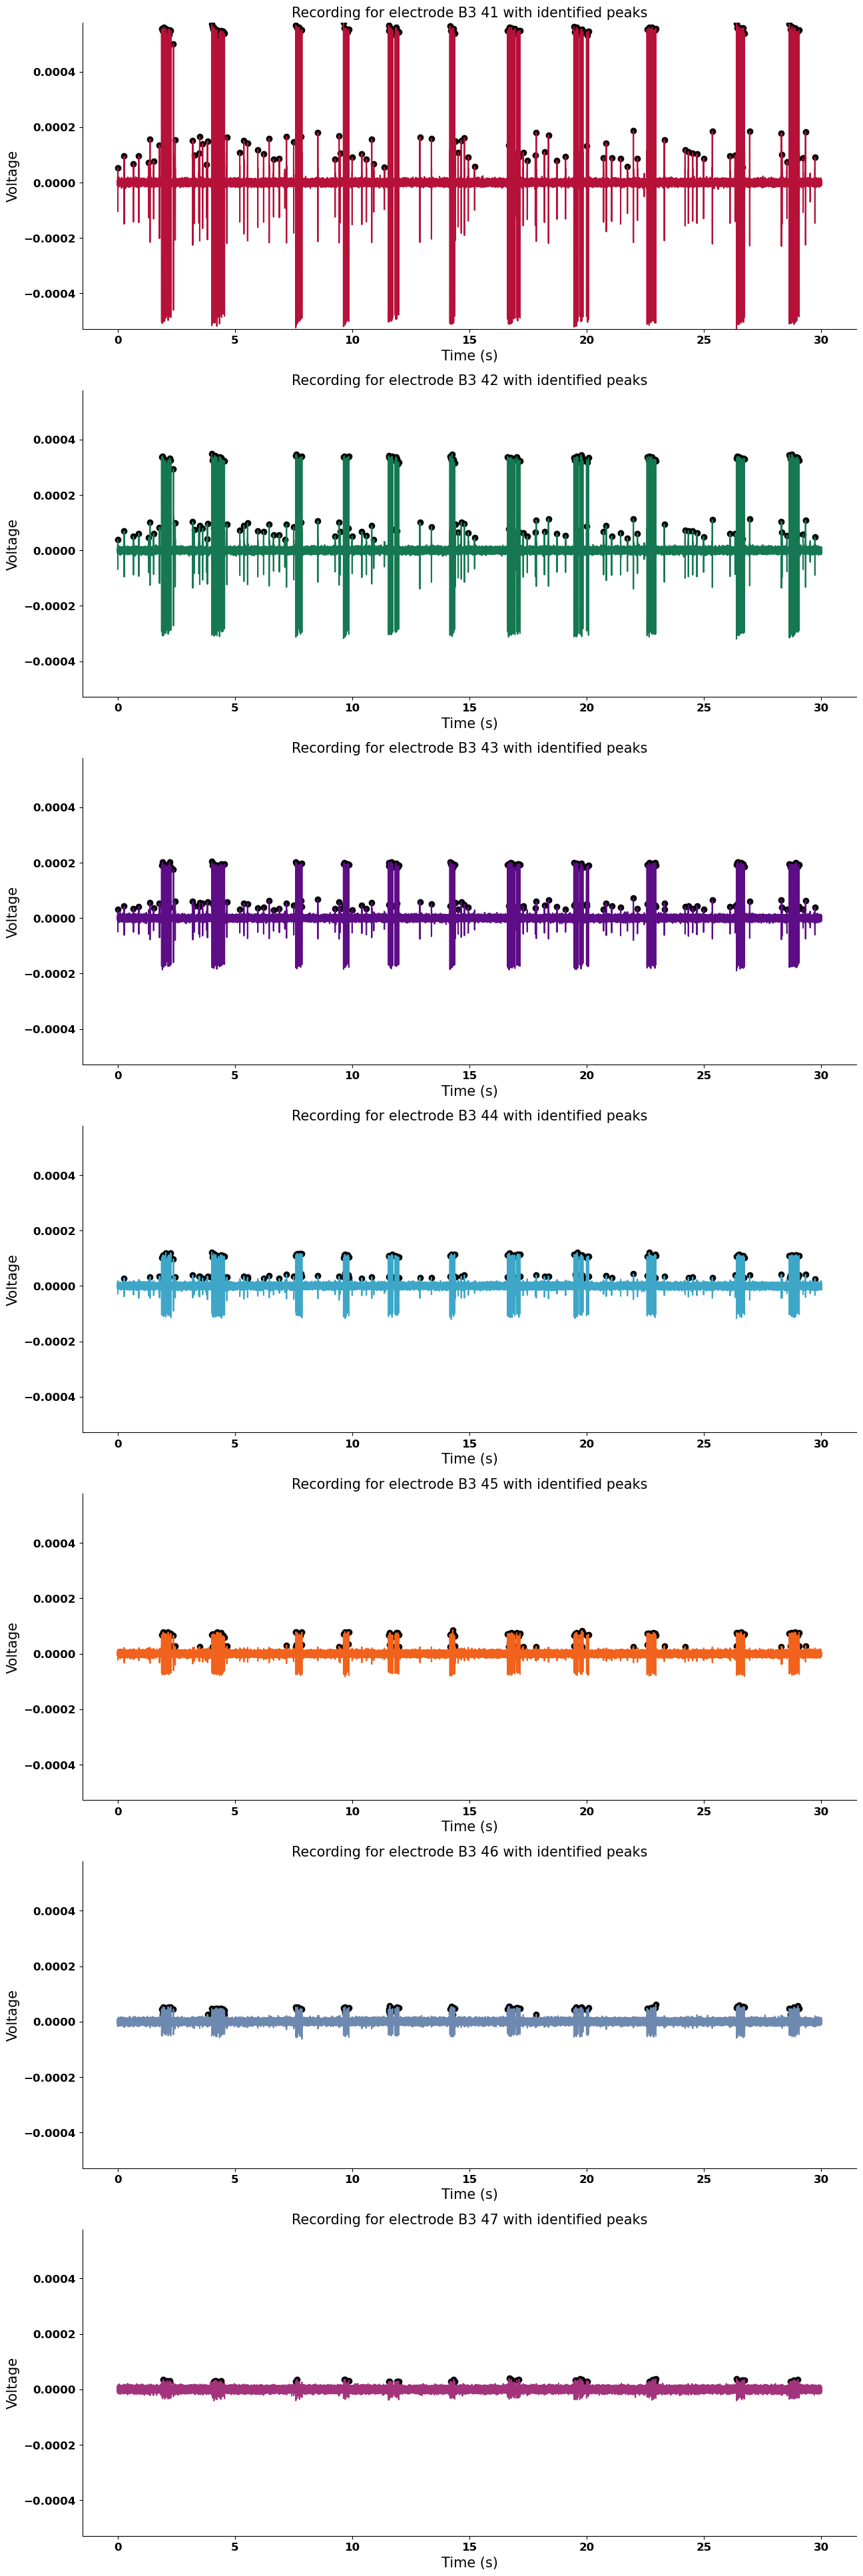 Recording for electrode B3 41 with identified peaks
0.0004
0.0002
0.0000
−0.0002
−0.0004
Voltage
0 5 10 15 20 25 30
Time (s)
Recording for electrode B3 42 with identified peaks
0.0004
0.0002
0.0000
−0.0002
−0.0004
Voltage
0 5 10 15 20 25 30
Time (s)
Recording for electrode B3 43 with identified peaks
0.0004
0.0002
0.0000
−0.0002
−0.0004
Voltage
0 5 10 15 20 25 30
Time (s)
Recording for electrode B3 44 with identified peaks
0.0004
0.0002
0.0000
−0.0002
−0.0004
Voltage
0 5 10 15 20 25 30
Time (s)
Recording for electrode B3 45 with identified peaks
0.0004
0.0002
0.0000
−0.0002
−0.0004
Voltage
0 5 10 15 20 25 30
Time (s)
Recording for electrode B3 46 with identified peaks
0.0004
0.0002
0.0000
−0.0002
−0.0004
Voltage
0 5 10 15 20 25 30
Time (s)
Recording for electrode B3 47 with identified peaks
0.0004
0.0002
0.0000
−0.0002
−0.0004
Voltage
0 5 10 15 20 25 30
Time (s)